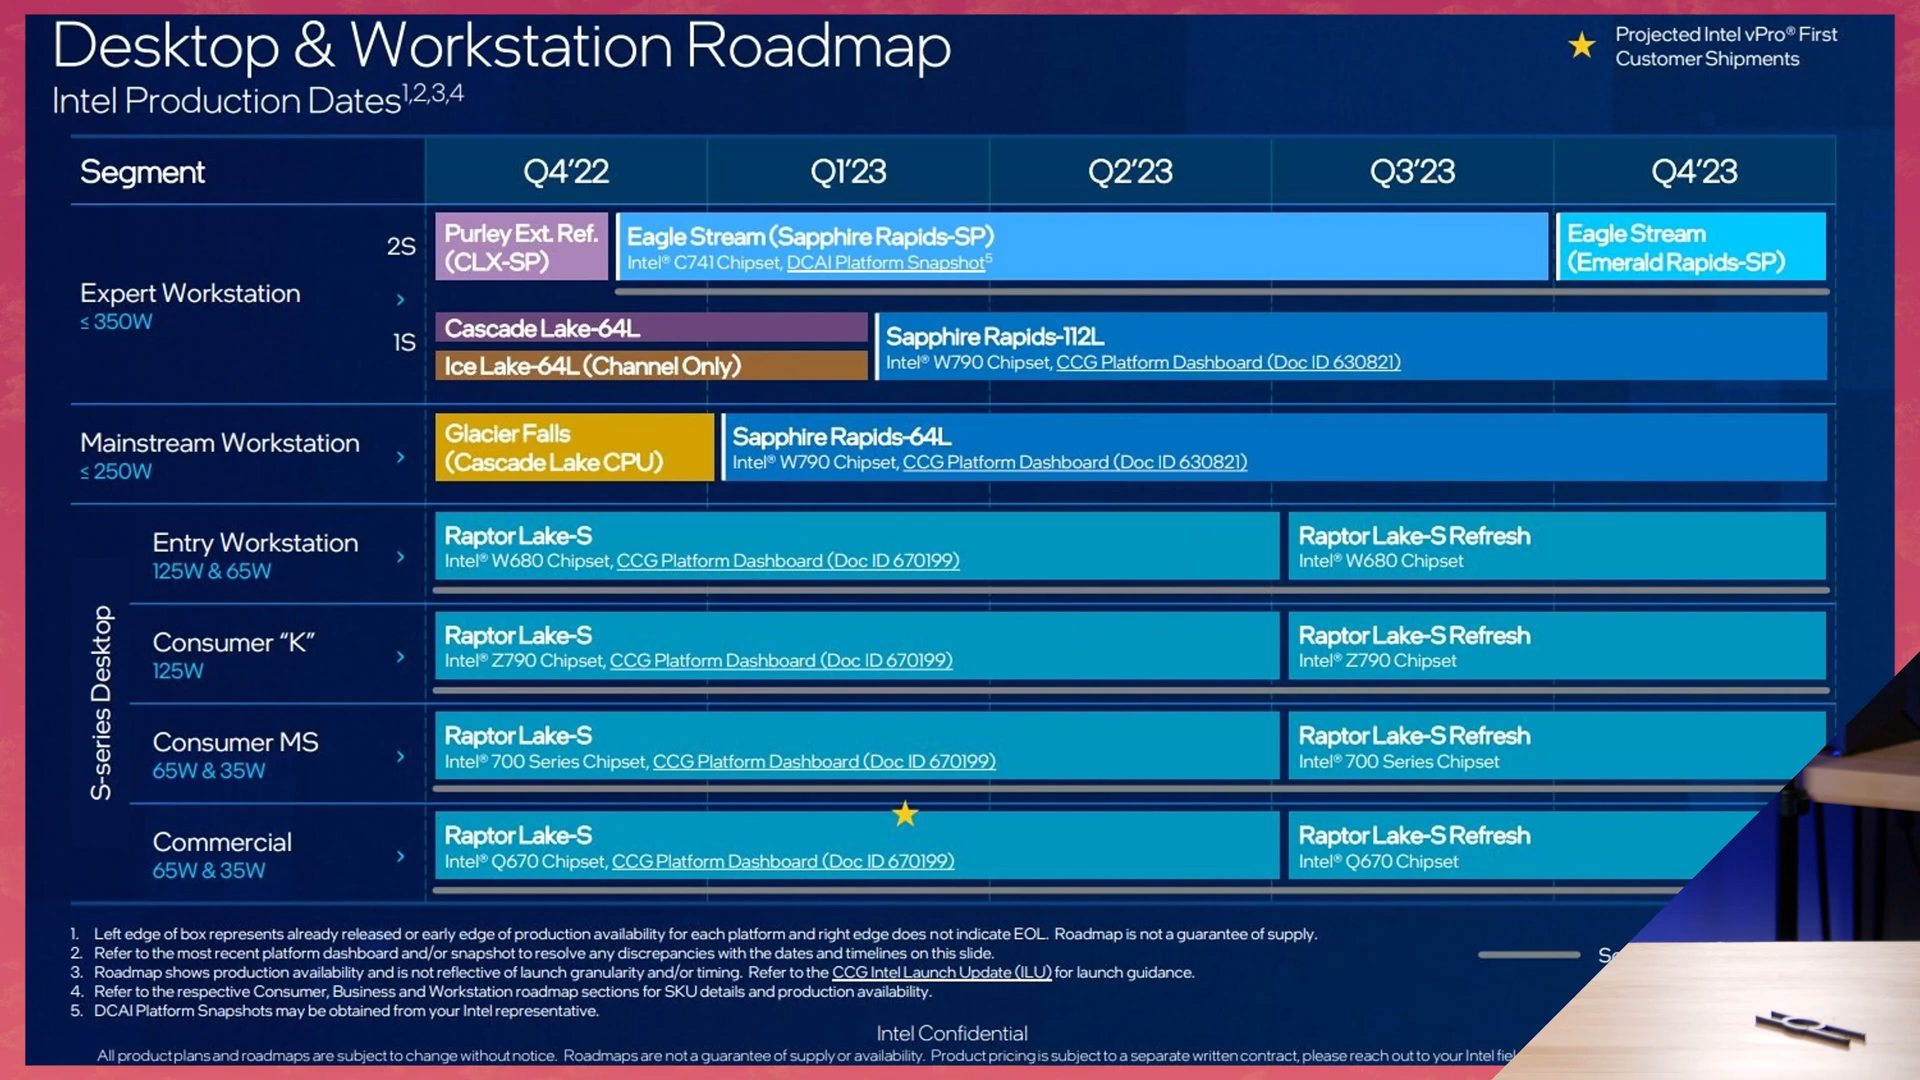 Desktop & Workstation Roadmap
Intel Production Dates1,2,3,4
Projected Intel vPro® First
Customer Shipments
Segment
Q4’22
Q1’23
Q2’23
Q3’23
Q4’23
Expert Workstation
≤ 350W
2S
Purley Ext. Ref.
(CLX-SP)
Eagle Stream (Sapphire Rapids-SP)
Intel® C741 Chipset, DCAI Platform Snapshot5
Eagle Stream
(Emerald Rapids-SP)
1S
Cascade Lake-64L
Ice Lake-64L (Channel Only)
Sapphire Rapids-112L
Intel® W790 Chipset, CCG Platform Dashboard (Doc ID 630821)
Mainstream Workstation
≤ 250W
Glacier Falls
(Cascade Lake CPU)
Sapphire Rapids-64L
Intel® W790 Chipset, CCG Platform Dashboard (Doc ID 630821)
S-series Desktop
Entry Workstation
125W & 65W
Raptor Lake-S
Intel® W680 Chipset, CCG Platform Dashboard (Doc ID 670199)
Raptor Lake-S Refresh
Intel® W680 Chipset
Consumer “K”
125W
Raptor Lake-S
Intel® Z790 Chipset, CCG Platform Dashboard (Doc ID 670199)
Raptor Lake-S Refresh
Intel® Z790 Chipset
Consumer MS
65W & 35W
Raptor Lake-S
Intel® 700 Series Chipset, CCG Platform Dashboard (Doc ID 670199)
Raptor Lake-S Refresh
Intel® 700 Series Chipset
Commercial
65W & 35W
Raptor Lake-S
Intel® Q670 Chipset, CCG Platform Dashboard (Doc ID 670199)
Raptor Lake-S Refresh
Intel® Q670 Chipset
1. Left edge of box represents already released or early edge of production availability for each platform and right edge does not indicate EOL. Roadmap is not a guarantee of supply.
2. Refer to the most recent platform dashboard and/or snapshot to resolve any discrepancies with the dates and timelines on this slide.
3. Roadmap shows production availability and is not reflective of launch granularity and/or timing. Refer to the CCG Intel Launch Update (ILU) for launch guidance.
4. Refer to the respective Consumer, Business and Workstation roadmap sections for SKU details and production availability.
5. DCAI Platform Snapshots may be obtained from your Intel representative.
Intel Confidential
All product plans and roadmaps are subject to change without notice. Roadmaps are not a guarantee of supply or availability. Product pricing is subject to a separate written contract, please reach out to your Intel